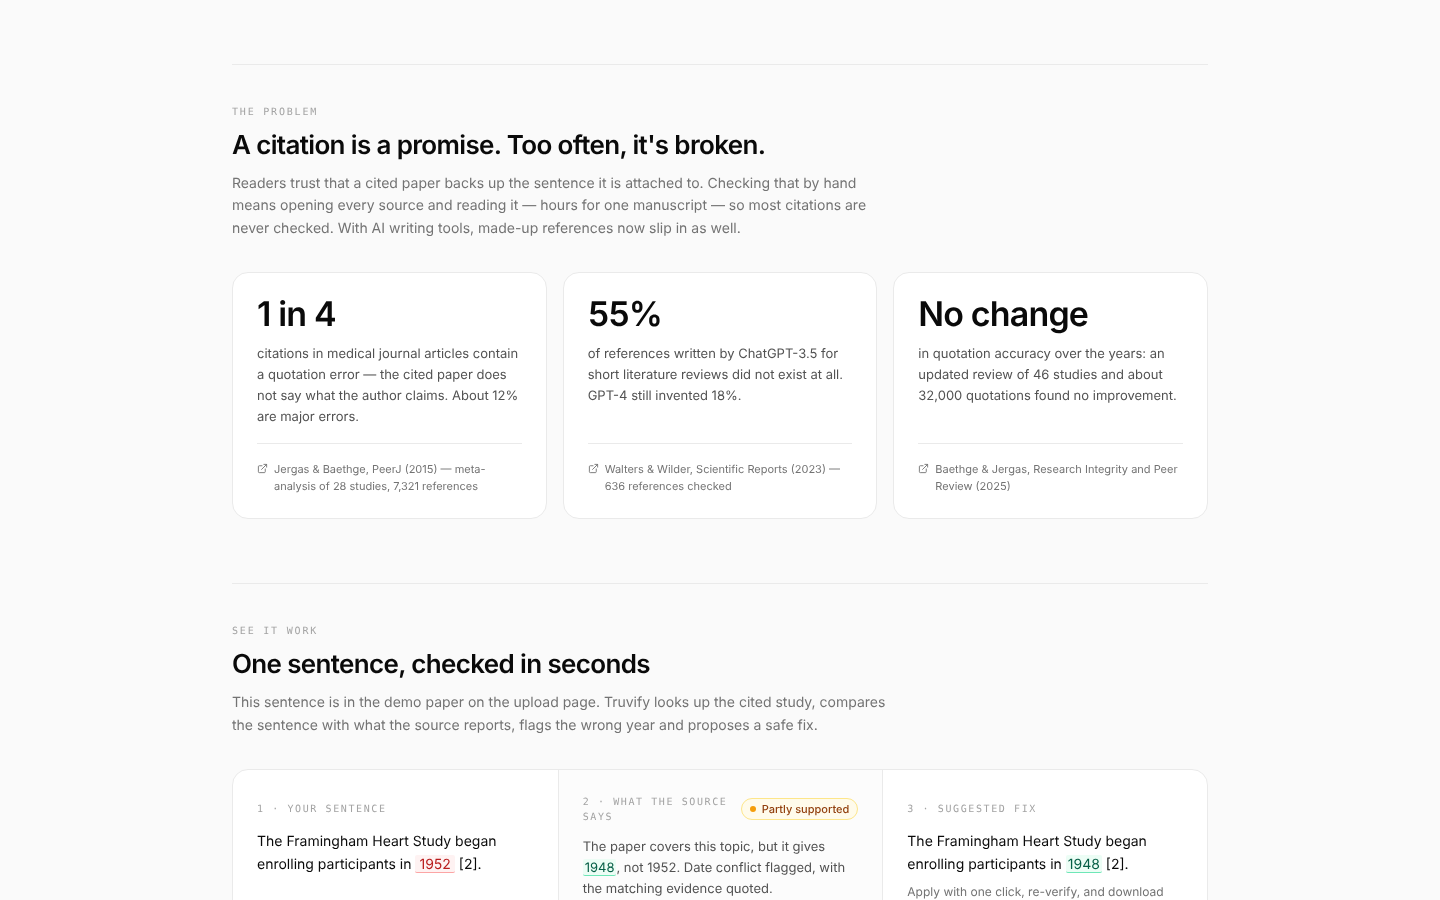 THE PROBLEM
A citation is a promise. Too often, it's broken.
Readers trust that a cited paper backs up the sentence it is attached to. Checking that by hand
means opening every source and reading it — hours for one manuscript — so most citations are
never checked. With AI writing tools, made-up references now slip in as well.
1 in 4
citations in medical journal articles contain
a quotation error — the cited paper does
not say what the author claims. About 12%
are major errors.
Jergas & Baethge, PeerJ (2015) — meta-
analysis of 28 studies, 7,321 references
55%
of references written by ChatGPT-3.5 for
short literature reviews did not exist at all.
GPT-4 still invented 18%.
Walters & Wilder, Scientific Reports (2023) —
636 references checked
No change
in quotation accuracy over the years: an
updated review of 46 studies and about
32,000 quotations found no improvement.
Baethge & Jergas, Research Integrity and Peer
Review (2025)
SEE IT WORK
One sentence, checked in seconds
This sentence is in the demo paper on the upload page. Truvify looks up the cited study, compares
the sentence with what the source reports, flags the wrong year and proposes a safe fix.
1 · YOUR SENTENCE
The Framingham Heart Study began
enrolling participants in 1952 [2].
2 · WHAT THE SOURCE
SAYS
Partly supported
The paper covers this topic, but it gives
1948, not 1952. Date conflict flagged, with
the matching evidence quoted.
3 · SUGGESTED FIX
The Framingham Heart Study began
enrolling participants in 1948 [2].
Apply with one click, re-verify, and download